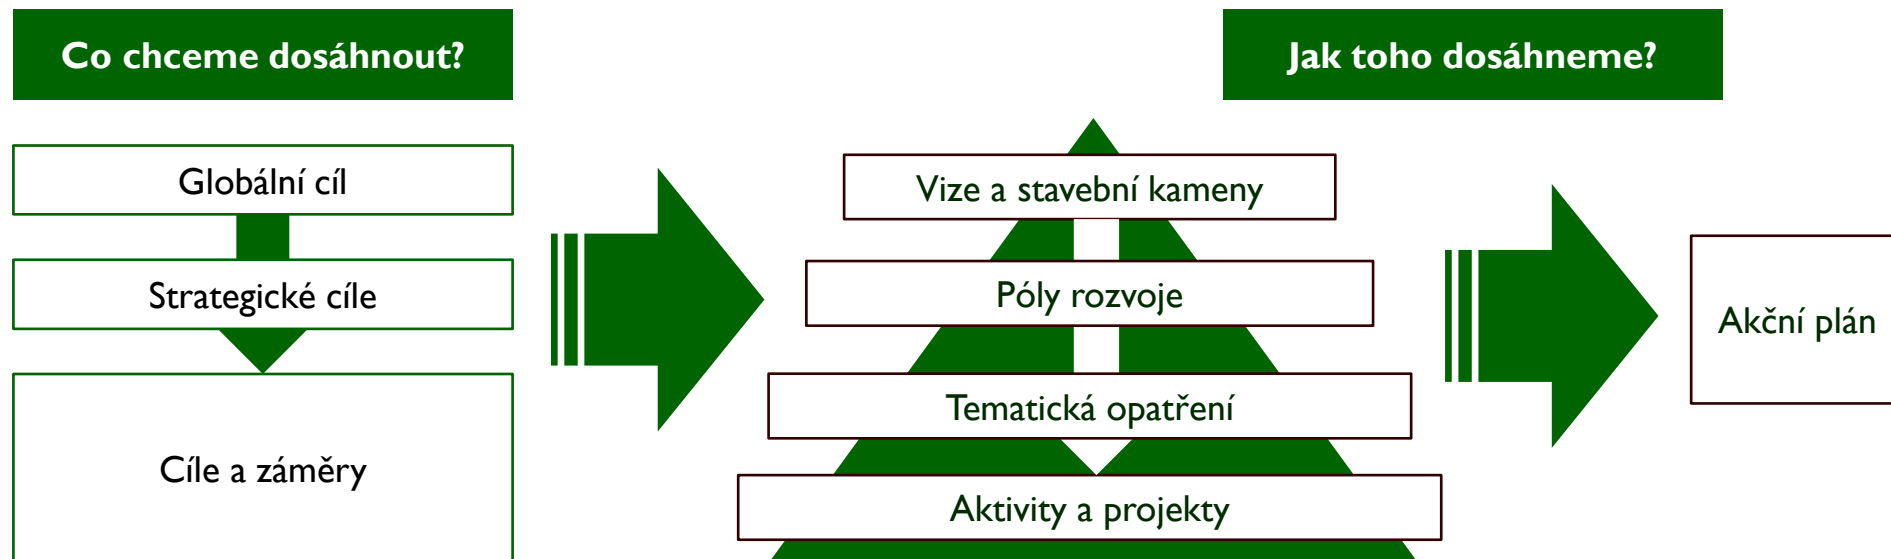 Co chceme dosáhnout?
Jak toho dosáhneme?
Globální cíl
Strategické cíle
Cíle a záměry
Vize a stavební kameny
Póly rozvoje
Tematická opatření
Aktivity a projekty
Akční plán